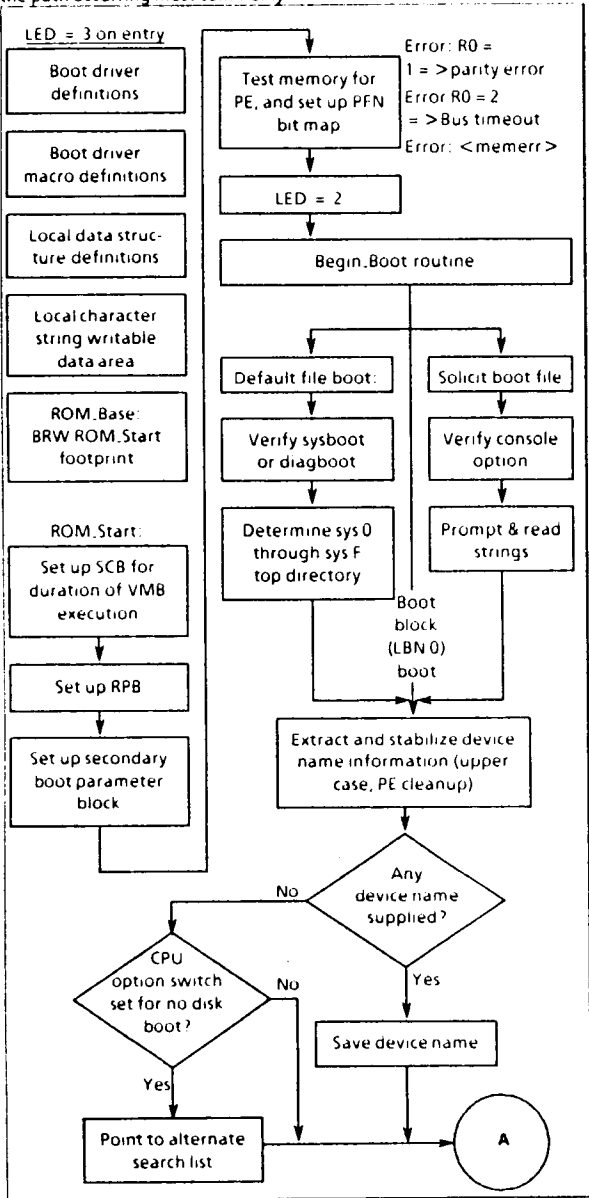 LED = 3 on entry
Boot driver
definitions
Boot driver
macro definitions
Local data struc-
ture definitions
Local character
string writable
data area
ROM.Base:
BRW ROM.Start
footprint
ROM.Start:
Set up SCB for
duration of VMB
execution
Set up RPB
Set up secondary
boot parameter
block
Test memory for
PE, and set up PFN
bit map
Error: R0 =
1 = >parity error
Error R0 = 2
= >Bus timeout
Error: <memerr>
LED = 2
Begin.Boot routine
Default file boot:
Verify sysboot
or diagboot
Determine sys 0
through sys F
top directory
Solicit boot file
Verify console
option
Prompt & read
strings
Boot
block
(LBN 0)
boot
Extract and stabilize device
name information (upper
case, PE cleanup)
Any
device name
supplied?
No
Yes
CPU
option switch
set for no disk
boot?
No
Yes
Save device name
Point to alternate
search list
A